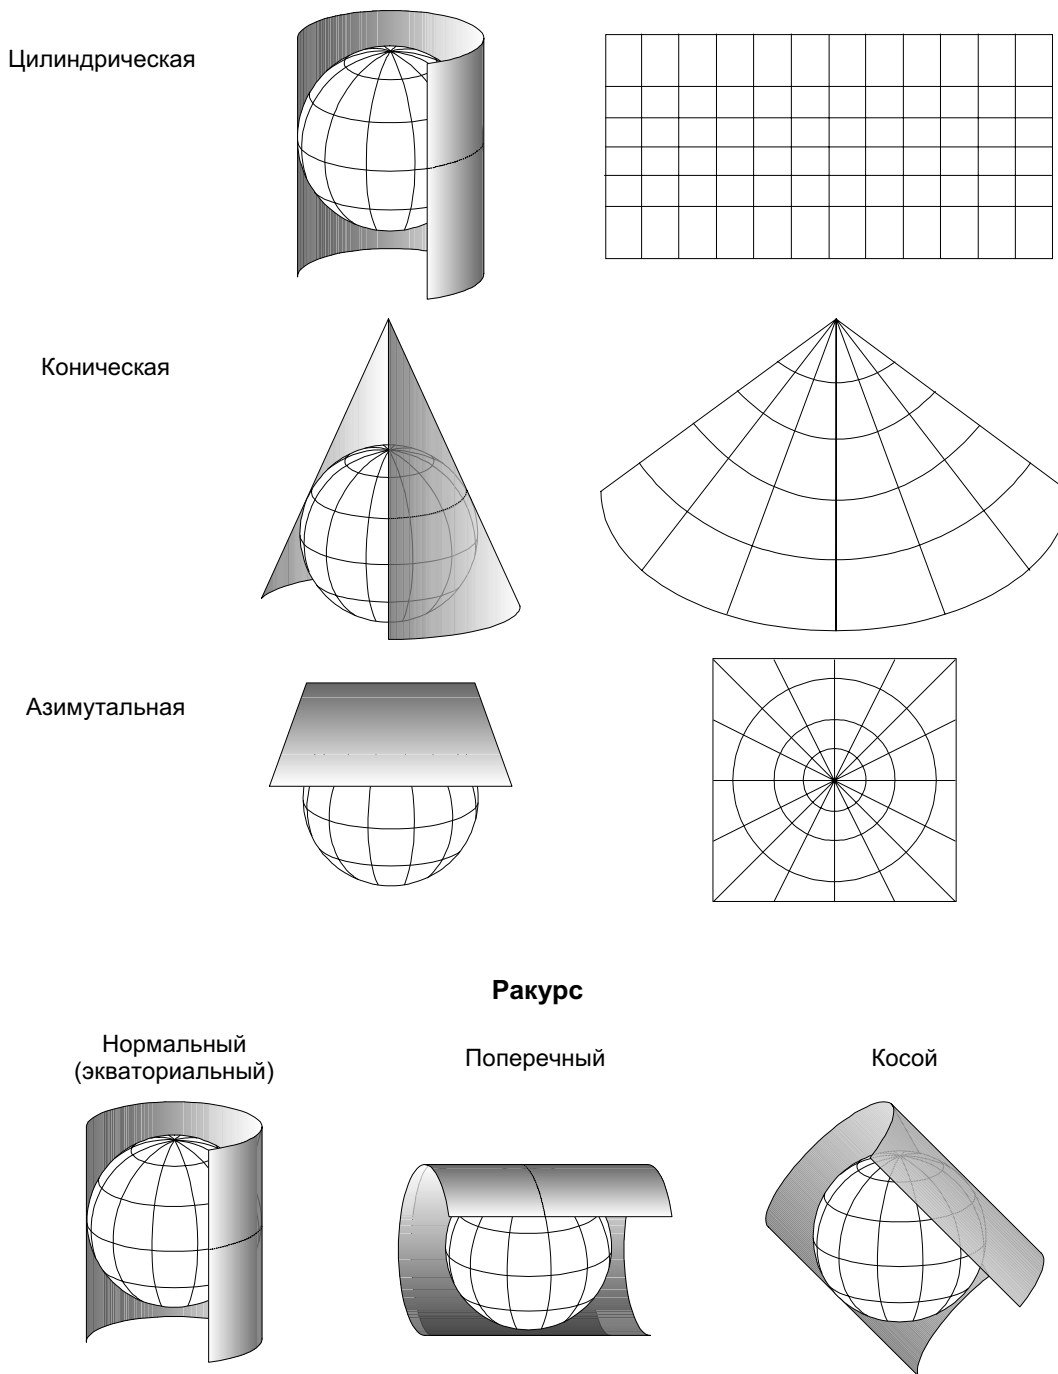 Цилиндрическая
Коническая
Азимутальная
Ракурс
Нормальный
(экваториальный)
Поперечный
Косой